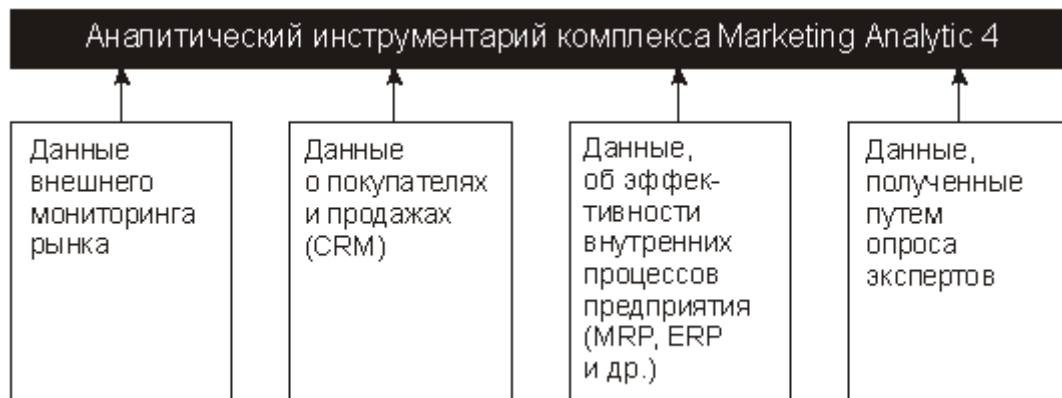 Аналитический инструментарий комплекса Marketing Analytic 4
Данные
внешнего
мониторинга
рынка
Данные
о покупателях
и продажах
(CRM)
Данные,
об эффек-
тивности
внутренних
процессов
предприятия
(MRP, ERP
и др.)
Данные,
полученные
путем
опроса
экспертов